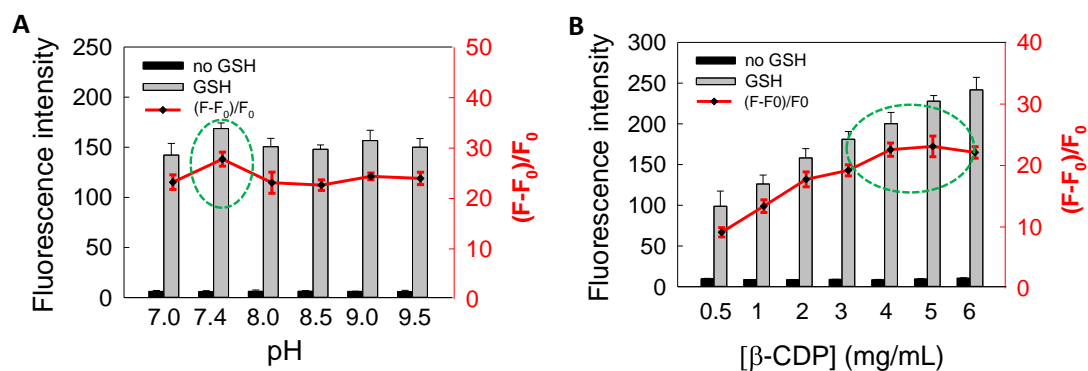 A
Fluorescence intensity
250
200
150
100
50
0
no GSH
GSH
(F-F₀)/F₀
50
40
30
20
10
0
(F-F₀)/F₀
7.0 7.4 8.0 8.5 9.0 9.5
pH
B
Fluorescence intensity
300
250
200
150
100
50
0
no GSH
GSH
(F-F0)/F0
40
30
20
10
0
(F-F₀)/F₀
0.5 1 2 3 4 5 6
[β-CDP] (mg/mL)